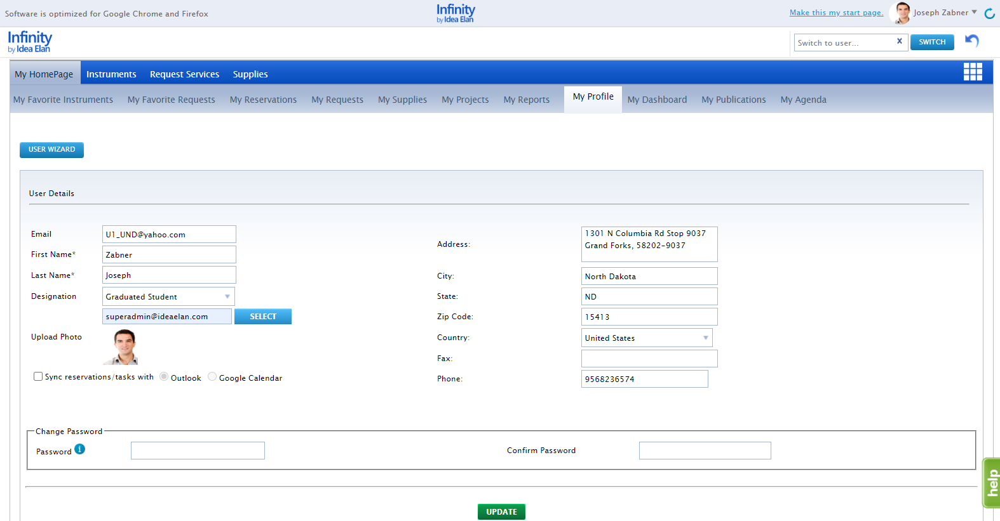 Software is optimized for Google Chrome and Firefox
Infinity
by Idea Elan
Make this my start page.
Joseph Zabner
Infinity
by Idea Elan
Switch to user...
x
SWITCH
My HomePage Instruments Request Services Supplies
My Favorite Instruments My Favorite Requests My Reservations My Requests My Supplies My Projects My Reports My Profile My Dashboard My Publications My Agenda
USER WIZARD
User Details
Email U1_UND@yahoo.com
First Name* Zabner
Last Name* Joseph
Designation Graduated Student
superadmin@ideaelan.com SELECT
Upload Photo
Sync reservations/tasks with Outlook Google Calendar
Address: 1301 N Columbia Rd Stop 9037
Grand Forks, 58202-9037
City: North Dakota
State: ND
Zip Code: 15413
Country: United States
Fax:
Phone: 9568236574
Change Password
Password i Confirm Password
help
UPDATE